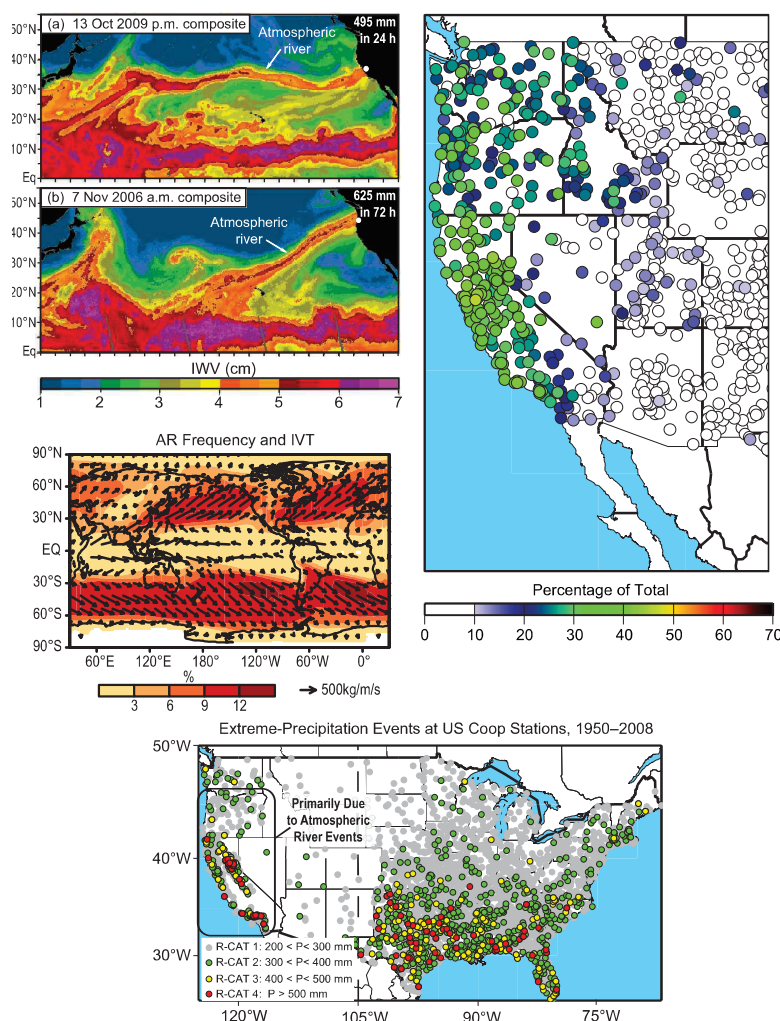 (a) 13 Oct 2009 p.m. composite
495 mm
in 24 h
Atmospheric
river
50°N
40°N
30°N
20°N
10°N
Eq
(b) 7 Nov 2006 a.m. composite
625 mm
in 72 h
Atmospheric
river
50°N
40°N
30°N
20°N
10°N
Eq
IWV (cm)
1 2 3 4 5 6 7
Percentage of Total
0 10 20 30 40 50 60 70
AR Frequency and IVT
90°N
60°N
30°N
EQ
30°S
60°S
90°S
60°E 120°E 180° 120°W 60°W 0°
%
3 6 9 12
500kg/m/s
Extreme-Precipitation Events at US Coop Stations, 1950–2008
50°W
40°W
30°W
Primarily Due
to Atmospheric
River Events
R-CAT 1: 200 < P< 300 mm
R-CAT 2: 300 < P< 400 mm
R-CAT 3: 400 < P< 500 mm
R-CAT 4: P > 500 mm
120°W 105°W 90°W 75°W